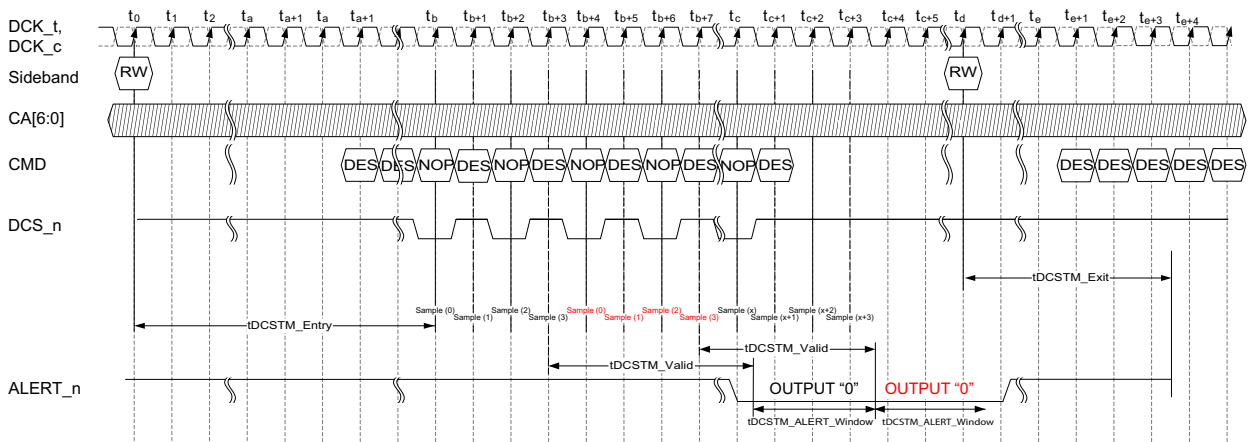 t0 t1 t2 ta ta+1 ta ta+1 tb tb+1 tb+2 tb+3 tb+4 tb+5 tb+6 tb+7 tc tc+1 tc+2 tc+3 tc+4 tc+5 td td+1 te te+1 te+2 te+3 te+4
DCK_t,
DCK_c
Sideband RW RW
CA[6:0]
CMD DES DES NOP DES NOP DES NOP DES NOP DES NOP DES DES DES DES DES DES
DCS_n
tDCSTM_Exit
Sample (0) Sample (2) Sample (0) Sample (2) Sample (x) Sample (x+2)
Sample (1) Sample (3) Sample (1) Sample (3) Sample (x+1) Sample (x+3)
tDCSTM_Entry
tDCSTM_Valid
tDCSTM_Valid
ALERT_n OUTPUT “0” OUTPUT “0”
tDCSTM_ALERT_Window tDCSTM_ALERT_Window